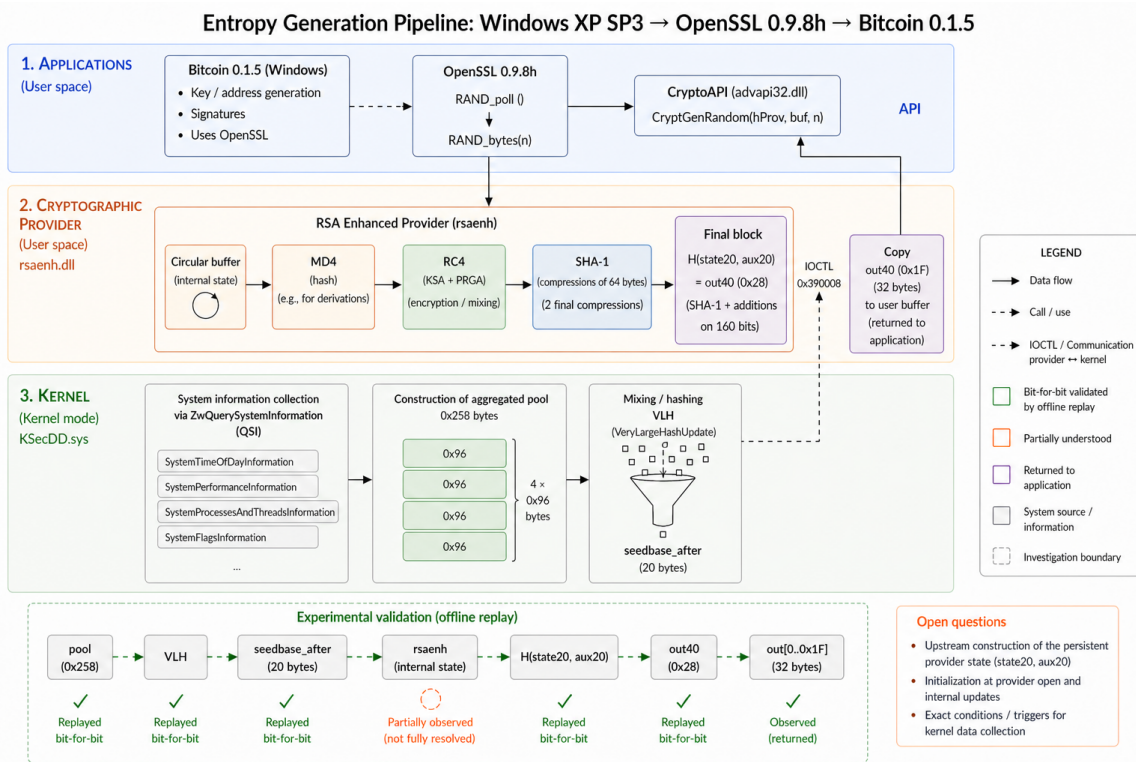 Entropy Generation Pipeline: Windows XP SP3 → OpenSSL 0.9.8h → Bitcoin 0.1.5
1. APPLICATIONS
(User space)
Bitcoin 0.1.5 (Windows)
• Key / address generation
• Signatures
• Uses OpenSSL
OpenSSL 0.9.8h
RAND_poll ()
RAND_bytes(n)
CryptoAPI (advapi32.dll)
CryptGenRandom(hProv, buf, n)
API
2. CRYPTOGRAPHIC
PROVIDER
(User space)
rsaenh.dll
RSA Enhanced Provider (rsaenh)
Circular buffer
(internal state)
MD4
(hash)
(e.g., for derivations)
RC4
(KSA + PRGA)
(encryption / mixing)
SHA-1
(compressions of 64 bytes)
(2 final compressions)
Final block
H(state20, aux20)
= out40 (0x28)
(SHA-1 + additions
on 160 bits)
IOCTL
0x390008
Copy
out40 (0x1F)
(32 bytes)
to user buffer
(returned to
application)
3. KERNEL
(Kernel mode)
KSecDD.sys
System information collection
via ZwQuerySystemInformation
(QSI)
SystemTimeOfDayInformation
SystemPerformanceInformation
SystemProcessesAndThreadsInformation
SystemFlagsInformation
...
Construction of aggregated pool
0x258 bytes
0x96
0x96
0x96
0x96
4 ×
0x96
bytes
Mixing / hashing
VLH
(VeryLargeHashUpdate)
seedbase_after
(20 bytes)
LEGEND
Data flow
Call / use
IOCTL / Communication
provider ↔ kernel
Bit-for-bit validated
by offline replay
Partially understood
Returned to
application
System source /
information
Investigation boundary
Experimental validation (offline replay)
pool
(0x258)
VLH
seedbase_after
(20 bytes)
rsaenh
(internal state)
H(state20, aux20)
out40
(0x28)
out[0..0x1F]
(32 bytes)
Replayed
bit-for-bit
Replayed
bit-for-bit
Replayed
bit-for-bit
Partially observed
(not fully resolved)
Replayed
bit-for-bit
Replayed
bit-for-bit
Observed
(returned)
Open questions
• Upstream construction of the persistent
provider state (state20, aux20)
• Initialization at provider open and
internal updates
• Exact conditions / triggers for
kernel data collection